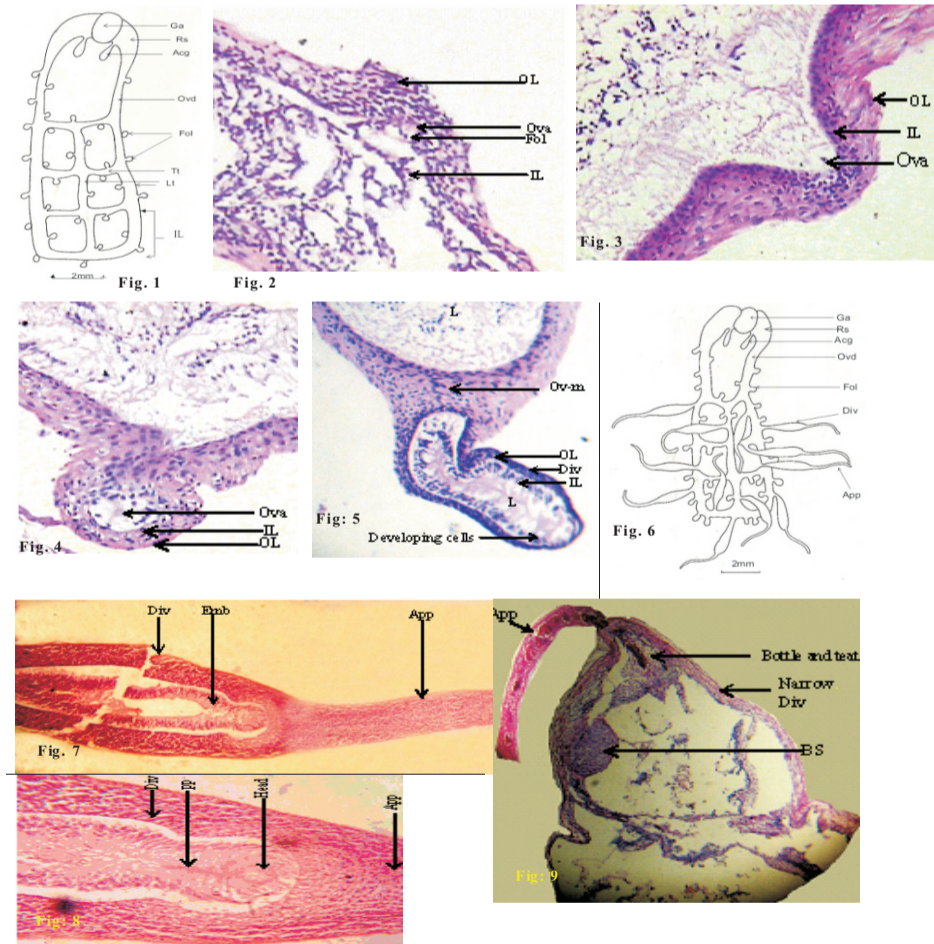 Ga
Rs
Acg
Ovd
Fol
Tt
Lt
IL
2mm
Fig. 1
OL
Ova
Fol
IL
Fig. 2
OL
IL
Ova
Fig. 3
Ova
IL
OL
Fig. 4
L
Ov-m
OL
Div
IL
L
Developing cells
Fig: 5
Ga
Rs
Acg
Ovd
Fol
Div
App
2mm
Fig. 6
Div
Emb
App
Fig. 7
Div
pp
Head
App
Fig: 8
App
Bottle and teat
Narrow
Div
BS
Fig: 9